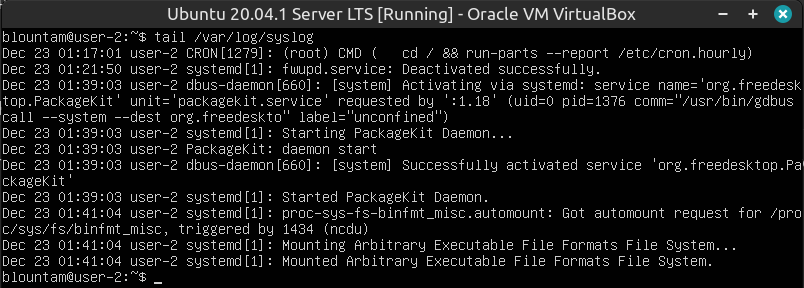 Ubuntu 20.04.1 Server LTS [Running] - Oracle VM VirtualBox
blountam@user-2:~$ tail /var/log/syslog
Dec 23 01:17:01 user-2 CRON[1279]: (root) CMD (   cd / && run-parts --report /etc/cron.hourly)
Dec 23 01:21:50 user-2 systemd[1]: fwupd.service: Deactivated successfully.
Dec 23 01:39:03 user-2 dbus-daemon[660]: [system] Activating via systemd: service name='org.freedesk
top.PackageKit' unit='packagekit.service' requested by ':1.18' (uid=0 pid=1376 comm="/usr/bin/gdbus
call --system --dest org.freedeskto" label="unconfined")
Dec 23 01:39:03 user-2 systemd[1]: Starting PackageKit Daemon...
Dec 23 01:39:03 user-2 PackageKit: daemon start
Dec 23 01:39:03 user-2 dbus-daemon[660]: [system] Successfully activated service 'org.freedesktop.Pa
ckageKit'
Dec 23 01:39:03 user-2 systemd[1]: Started PackageKit Daemon.
Dec 23 01:41:04 user-2 systemd[1]: proc-sys-fs-binfmt_misc.automount: Got automount request for /pro
c/sys/fs/binfmt_misc, triggered by 1434 (ncdu)
Dec 23 01:41:04 user-2 systemd[1]: Mounting Arbitrary Executable File Formats File System...
Dec 23 01:41:04 user-2 systemd[1]: Mounted Arbitrary Executable File Formats File System.
blountam@user-2:~$ _